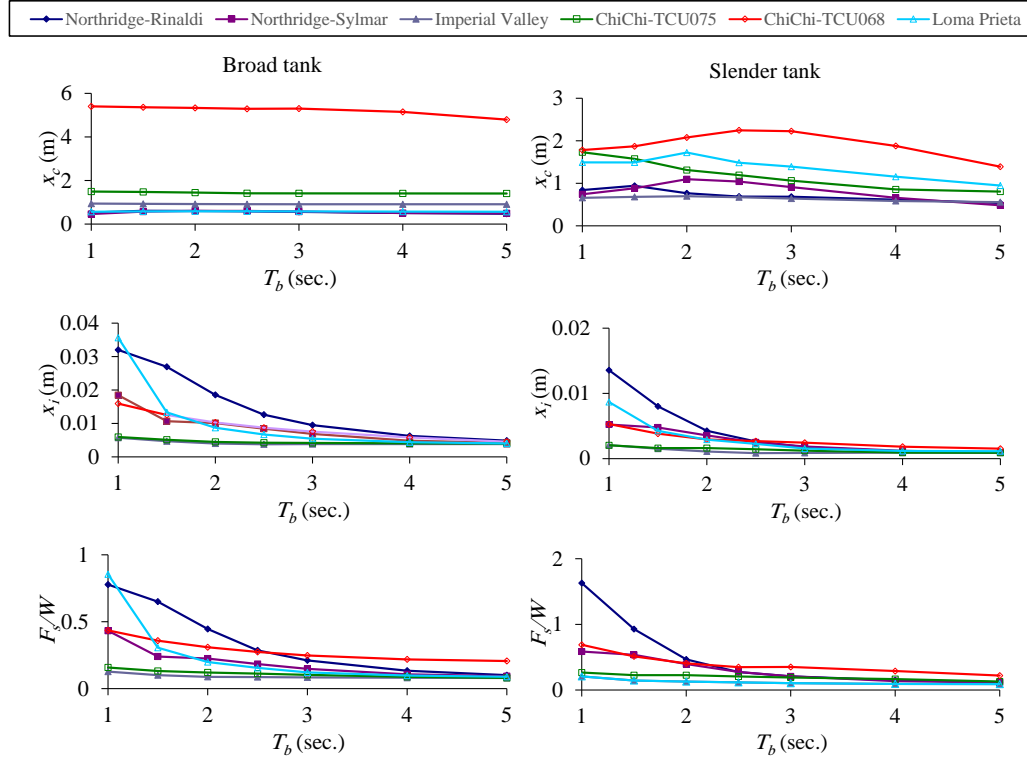 Northridge-Rinaldi Northridge-Sylmar Imperial Valley ChiChi-TCU075 ChiChi-TCU068 Loma Prieta
Broad tank
6
4
2
0
x_c (m)
1 2 3 4 5
T_b (sec.)
Slender tank
3
2
1
0
x_c (m)
1 2 3 4 5
T_b (sec.)
0.04
0.03
0.02
0.01
0
x_i (m)
1 2 3 4 5
T_b (sec.)
0.02
0.01
0
x_i (m)
1 2 3 4 5
T_b (sec.)
1
0.5
0
F_s/W
1 2 3 4 5
T_b (sec.)
2
1
0
F_s/W
1 2 3 4 5
T_b (sec.)